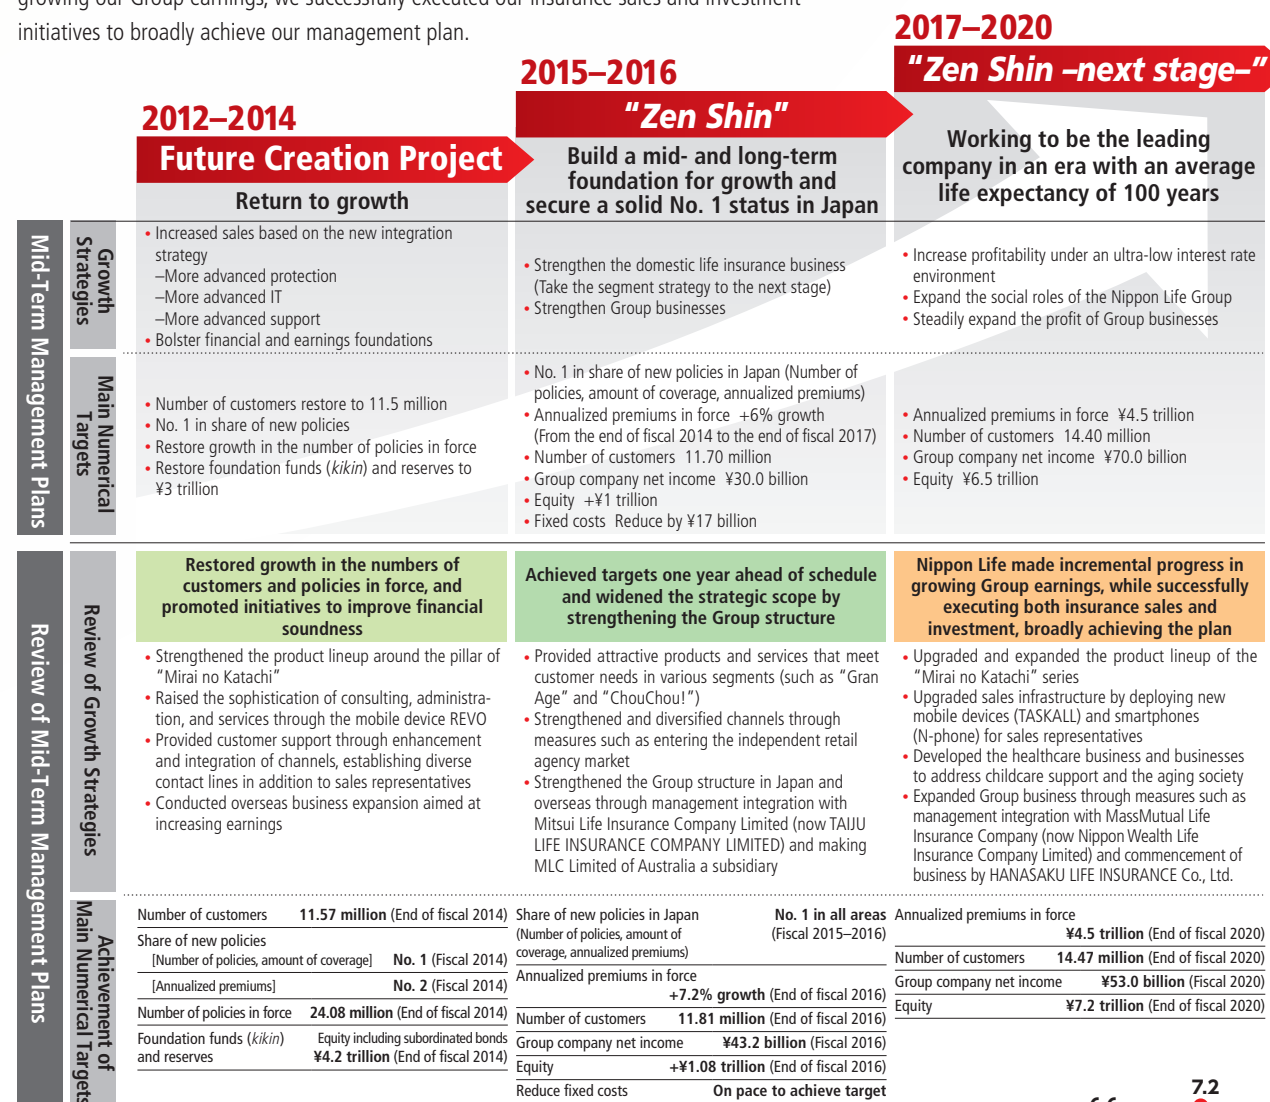 growing our Group earnings, we successfully executed our insurance sales and investment
initiatives to broadly achieve our management plan.
2012–2014
Future Creation Project
Return to growth
2015–2016
“Zen Shin”
Build a mid- and long-term
foundation for growth and
secure a solid No. 1 status in Japan
2017–2020
“Zen Shin –next stage–”
Working to be the leading
company in an era with an average
life expectancy of 100 years
Mid-Term Management Plans
Growth
Strategies
• Increased sales based on the new integration
strategy
–More advanced protection
–More advanced IT
–More advanced support
• Bolster financial and earnings foundations
• Strengthen the domestic life insurance business
(Take the segment strategy to the next stage)
• Strengthen Group businesses
• Increase profitability under an ultra-low interest rate
environment
• Expand the social roles of the Nippon Life Group
• Steadily expand the profit of Group businesses
Main Numerical
Targets
• Number of customers restore to 11.5 million
• No. 1 in share of new policies
• Restore growth in the number of policies in force
• Restore foundation funds (kikin) and reserves to
¥3 trillion
• No. 1 in share of new policies in Japan (Number of
policies, amount of coverage, annualized premiums)
• Annualized premiums in force +6% growth
(From the end of fiscal 2014 to the end of fiscal 2017)
• Number of customers 11.70 million
• Group company net income ¥30.0 billion
• Equity +¥1 trillion
• Fixed costs Reduce by ¥17 billion
• Annualized premiums in force ¥4.5 trillion
• Number of customers 14.40 million
• Group company net income ¥70.0 billion
• Equity ¥6.5 trillion
Review of Mid-Term Management Plans
Review of Growth Strategies
Restored growth in the numbers of
customers and policies in force, and
promoted initiatives to improve financial
soundness
• Strengthened the product lineup around the pillar of
“Mirai no Katachi”
• Raised the sophistication of consulting, administra-
tion, and services through the mobile device REVO
• Provided customer support through enhancement
and integration of channels, establishing diverse
contact lines in addition to sales representatives
• Conducted overseas business expansion aimed at
increasing earnings
Achieved targets one year ahead of schedule
and widened the strategic scope by
strengthening the Group structure
• Provided attractive products and services that meet
customer needs in various segments (such as “Gran
Age” and “ChouChou!”)
• Strengthened and diversified channels through
measures such as entering the independent retail
agency market
• Strengthened the Group structure in Japan and
overseas through management integration with
Mitsui Life Insurance Company Limited (now TAIJU
LIFE INSURANCE COMPANY LIMITED) and making
MLC Limited of Australia a subsidiary
Nippon Life made incremental progress in
growing Group earnings, while successfully
executing both insurance sales and
investment, broadly achieving the plan
• Upgraded and expanded the product lineup of the
“Mirai no Katachi” series
• Upgraded sales infrastructure by deploying new
mobile devices (TASKALL) and smartphones
(N-phone) for sales representatives
• Developed the healthcare business and businesses
to address childcare support and the aging society
• Expanded Group business through measures such as
management integration with MassMutual Life
Insurance Company (now Nippon Wealth Life
Insurance Company Limited) and commencement of
business by HANASAKU LIFE INSURANCE Co., Ltd.
Achievement of
Main Numerical Targets
Number of customers 11.57 million (End of fiscal 2014)
Share of new policies
[Number of policies, amount of coverage] No. 1 (Fiscal 2014)
[Annualized premiums] No. 2 (Fiscal 2014)
Number of policies in force 24.08 million (End of fiscal 2014)
Foundation funds (kikin) Equity including subordinated bonds
and reserves ¥4.2 trillion (End of fiscal 2014)
Share of new policies in Japan No. 1 in all areas
(Number of policies, amount of (Fiscal 2015–2016)
coverage, annualized premiums)
Annualized premiums in force
+7.2% growth (End of fiscal 2016)
Number of customers 11.81 million (End of fiscal 2016)
Group company net income ¥43.2 billion (Fiscal 2016)
Equity +¥1.08 trillion (End of fiscal 2016)
Reduce fixed costs On pace to achieve target
Annualized premiums in force
¥4.5 trillion (End of fiscal 2020)
Number of customers 14.47 million (End of fiscal 2020)
Group company net income ¥53.0 billion (Fiscal 2020)
Equity ¥7.2 trillion (End of fiscal 2020)
7.2